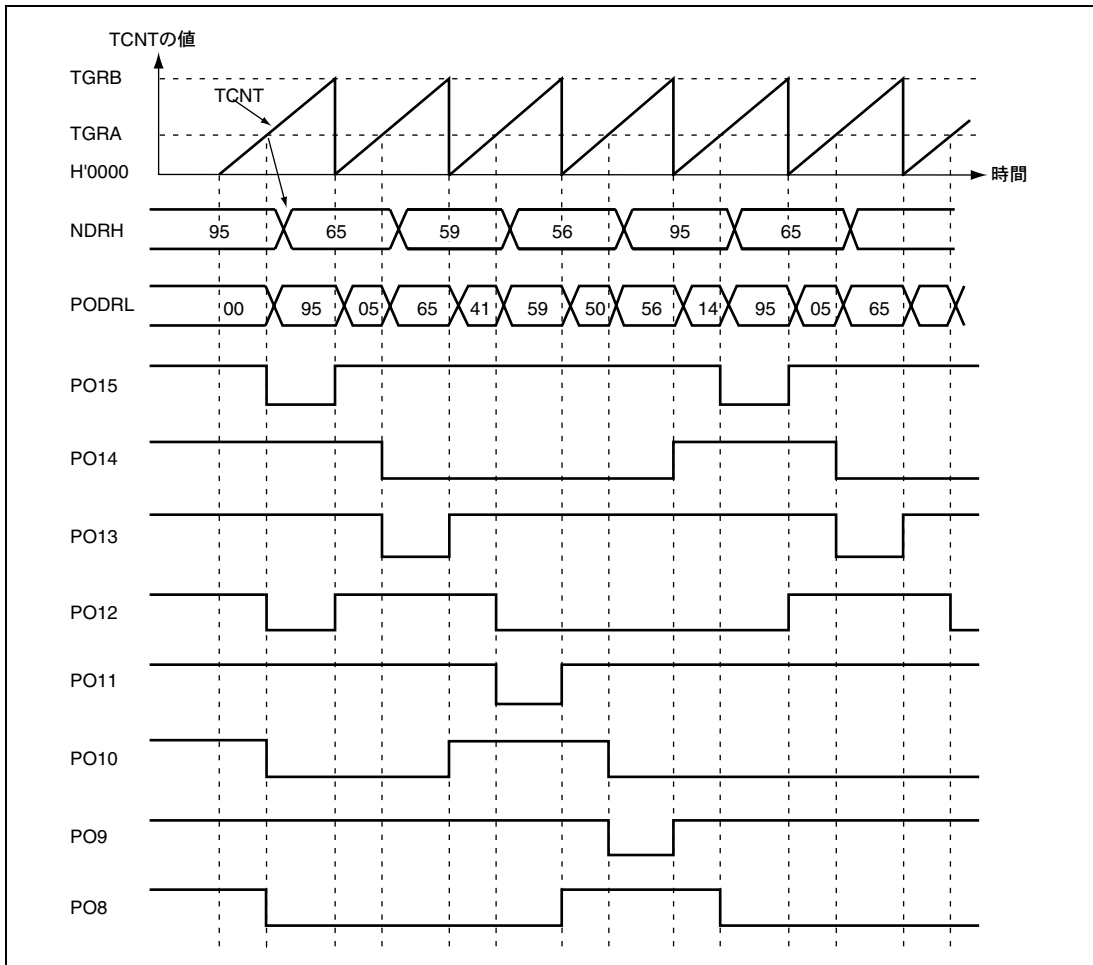 TCNTの値
TGRB
TCNT
TGRA
H'0000
時間
NDRH 95 65 59 56 95 65
PODRL 00 95 05 65 41 59 50 56 14 95 05 65
PO15
PO14
PO13
PO12
PO11
PO10
PO9
PO8